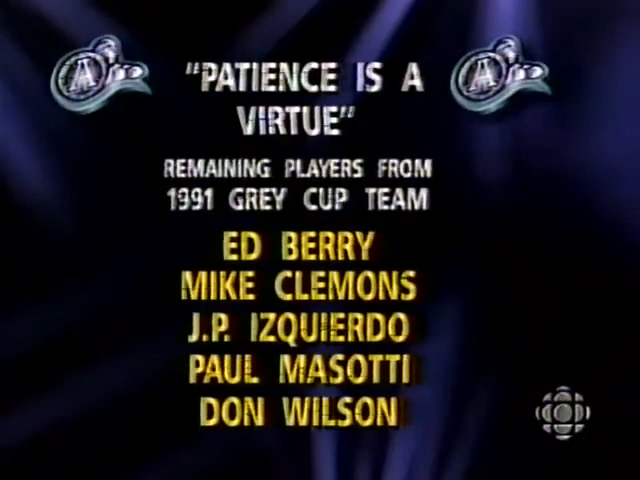 "PATIENCE IS A
VIRTUE"
REMAINING PLAYERS FROM
1991 GREY CUP TEAM
ED BERRY
MIKE CLEMONS
J.P. IZQUIERDO
PAUL MASOTTI
DON WILSON